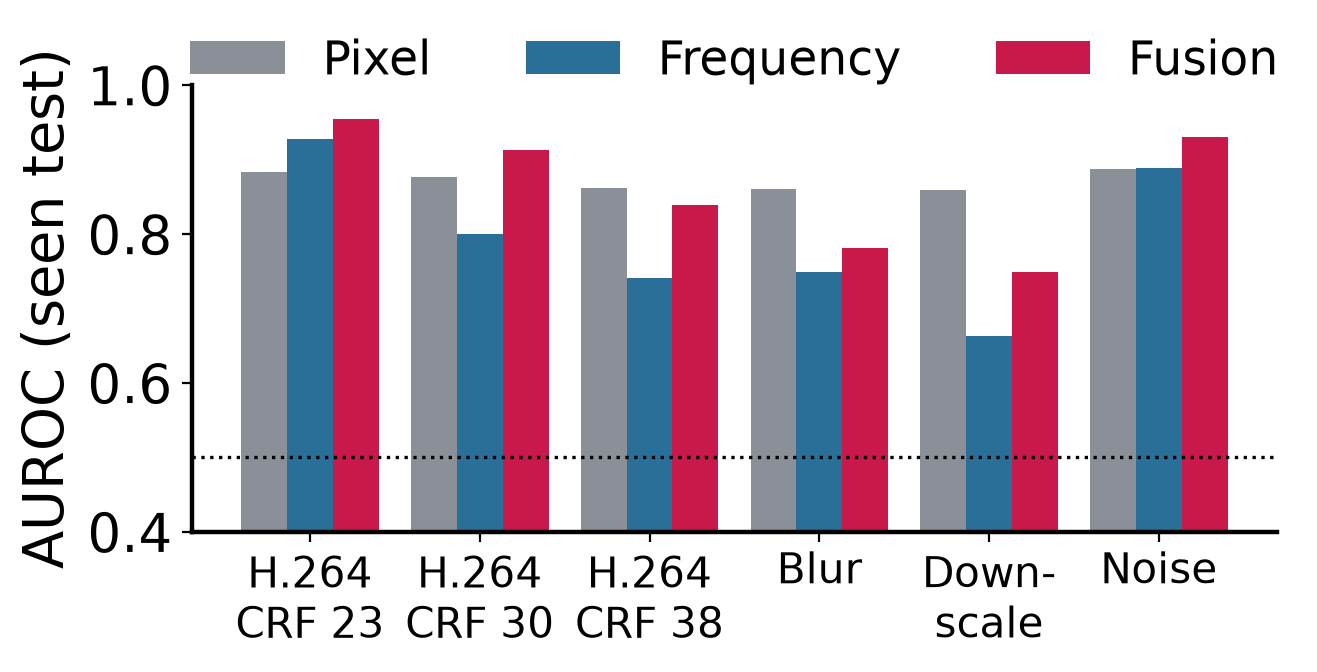 Pixel Frequency Fusion
AUROC (seen test)
1.0
0.8
0.6
0.4
H.264 H.264 H.264 Blur Down- Noise
CRF 23 CRF 30 CRF 38 scale